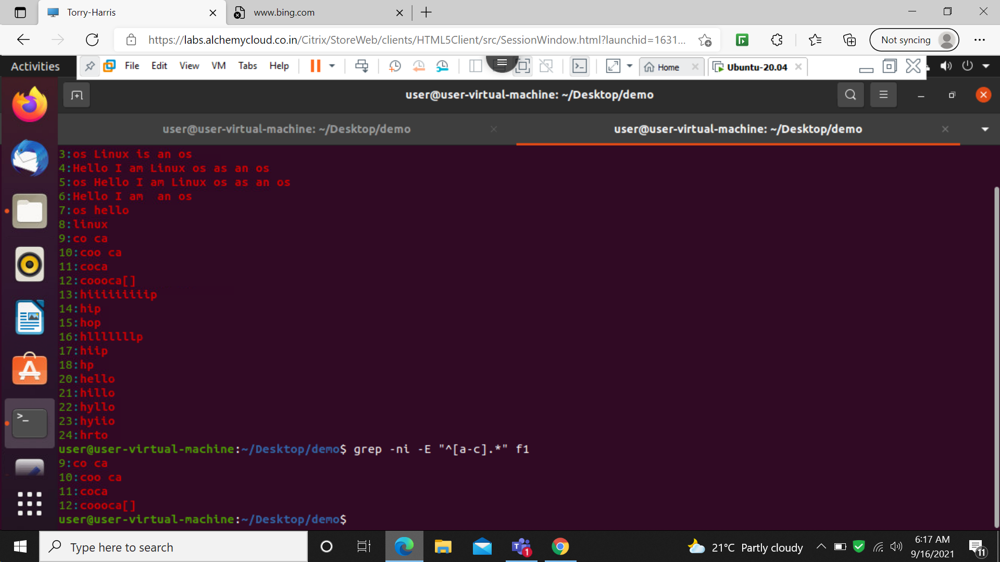 Torry-Harris
www.bing.com
https://labs.alchemycloud.co.in/Citrix/StoreWeb/clients/HTML5Client/src/SessionWindow.html?launchid=1631...
Not syncing
Activities
File Edit View VM Tabs Help
Home
Ubuntu-20.04
user@user-virtual-machine: ~/Desktop/demo
user@user-virtual-machine: ~/Desktop/demo
user@user-virtual-machine: ~/Desktop/demo
3:os Linux is an os
4:Hello I am Linux os as an os
5:os Hello I am Linux os as an os
6:Hello I am  an os
7:os hello
8:linux
9:co ca
10:coo ca
11:coca
12:coooca[]
13:hiiiiiiiiip
14:hip
15:hop
16:hlllllllp
17:hiip
18:hp
20:hello
21:hillo
22:hyllo
23:hyiio
24:hrto
user@user-virtual-machine:~/Desktop/demo$ grep -ni -E "^[a-c].*" f1
9:co ca
10:coo ca
11:coca
12:coooca[]
user@user-virtual-machine:~/Desktop/demo$
Type here to search
1
21°C Partly cloudy
6:17 AM
9/16/2021
11